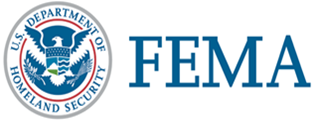 U.S. DEPARTMENT OF
HOMELAND SECURITY
FEMA